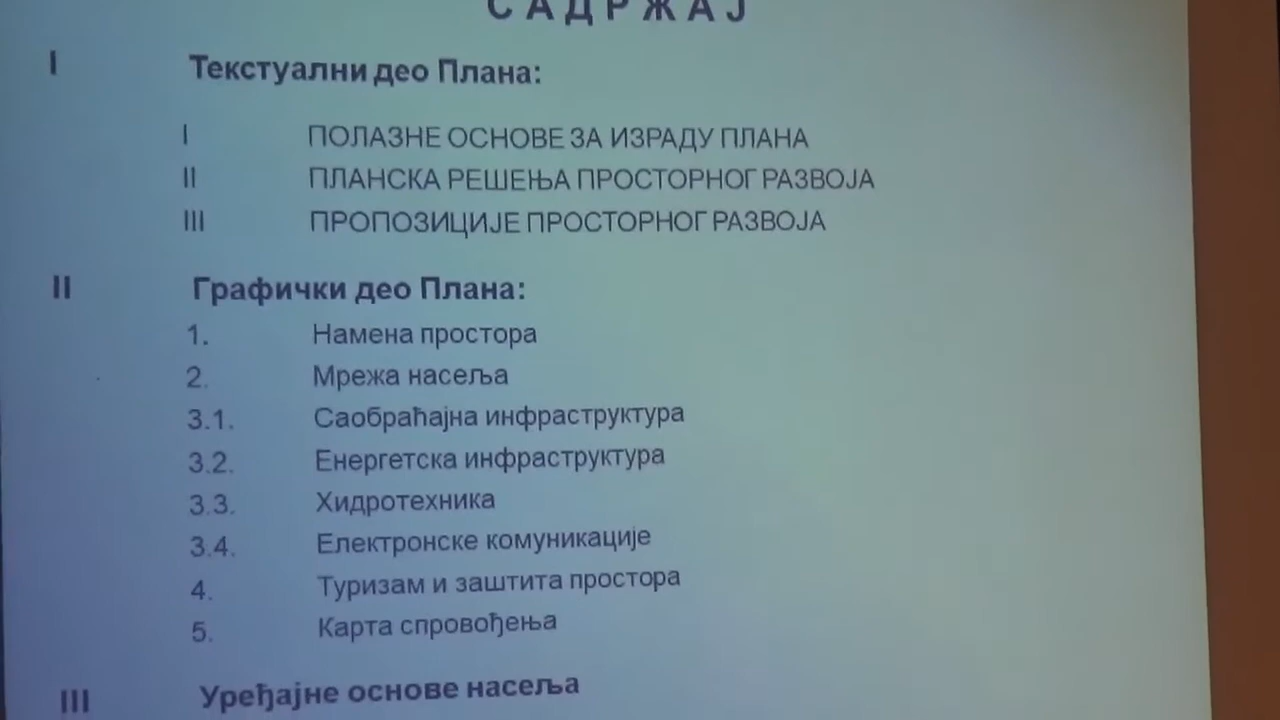 САДРЖАЈ
I Текстуални део Плана:
I ПОЛАЗНЕ ОСНОВЕ ЗА ИЗРАДУ ПЛАНА
II ПЛАНСКА РЕШЕЊА ПРОСТОРНОГ РАЗВОЈА
III ПРОПОЗИЦИЈЕ ПРОСТОРНОГ РАЗВОЈА
II Графички део Плана:
1. Намена простора
2. Мрежа насеља
3.1. Саобраћајна инфраструктура
3.2. Енергетска инфраструктура
3.3. Хидротехника
3.4. Електронске комуникације
4. Туризам и заштита простора
5. Карта спровођења
III Уређајне основе насеља